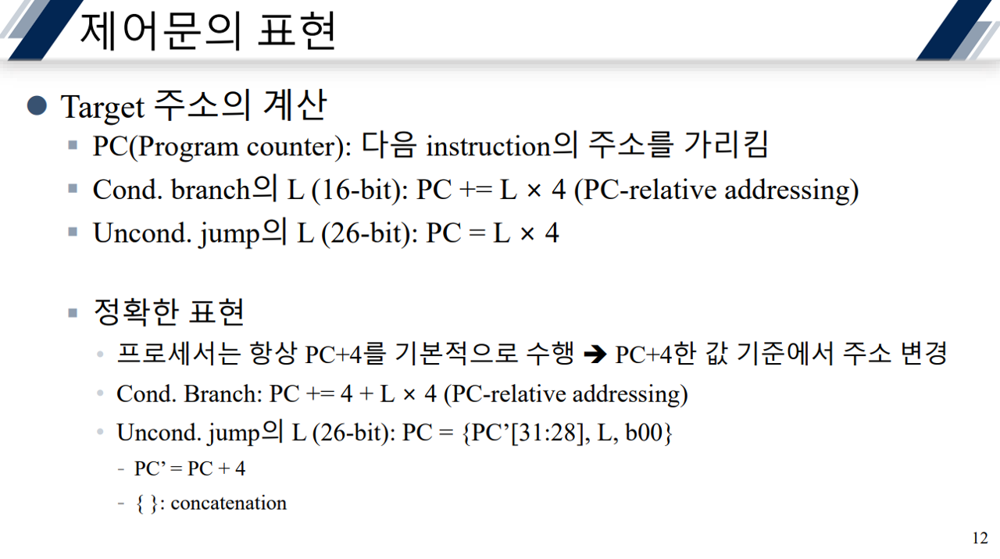 제어문의 표현
Target 주소의 계산
PC(Program counter): 다음 instruction의 주소를 가리킴
Cond. branch의 L (16-bit): PC += L × 4 (PC-relative addressing)
Uncond. jump의 L (26-bit): PC = L × 4
정확한 표현
프로세서는 항상 PC+4를 기본적으로 수행 ➔ PC+4한 값 기준에서 주소 변경
Cond. Branch: PC += 4 + L × 4 (PC-relative addressing)
Uncond. jump의 L (26-bit): PC = {PC’[31:28], L, b00}
- PC’ = PC + 4
- { }: concatenation
12